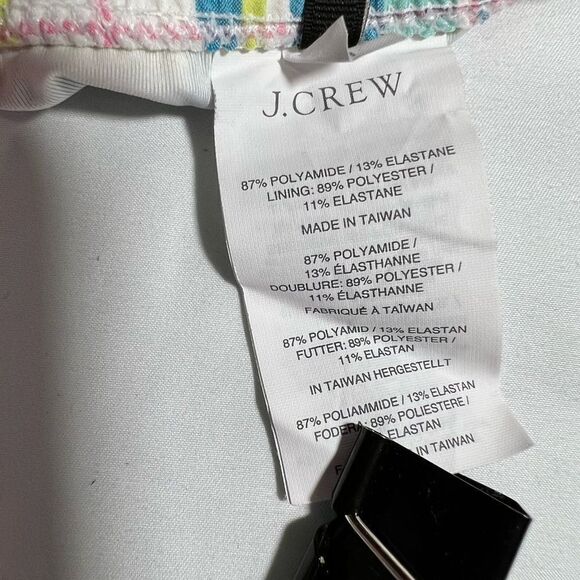 J.CREW
87% POLYAMIDE / 13% ELASTANE
LINING: 89% POLYESTER /
11% ELASTANE
MADE IN TAIWAN
87% POLYAMIDE /
13% ÉLASTHANNE
DOUBLURE: 89% POLYESTER /
11% ÉLASTHANNE
FABRIQUÉ À TAÏWAN
87% POLYAMID / 13% ELASTAN
FUTTER: 89% POLYESTER /
11% ELASTAN
IN TAIWAN HERGESTELLT
87% POLIAMMIDE / 13% ELASTAN
FODERA: 89% POLIESTERE /
ELASTAN
IN TAIWAN